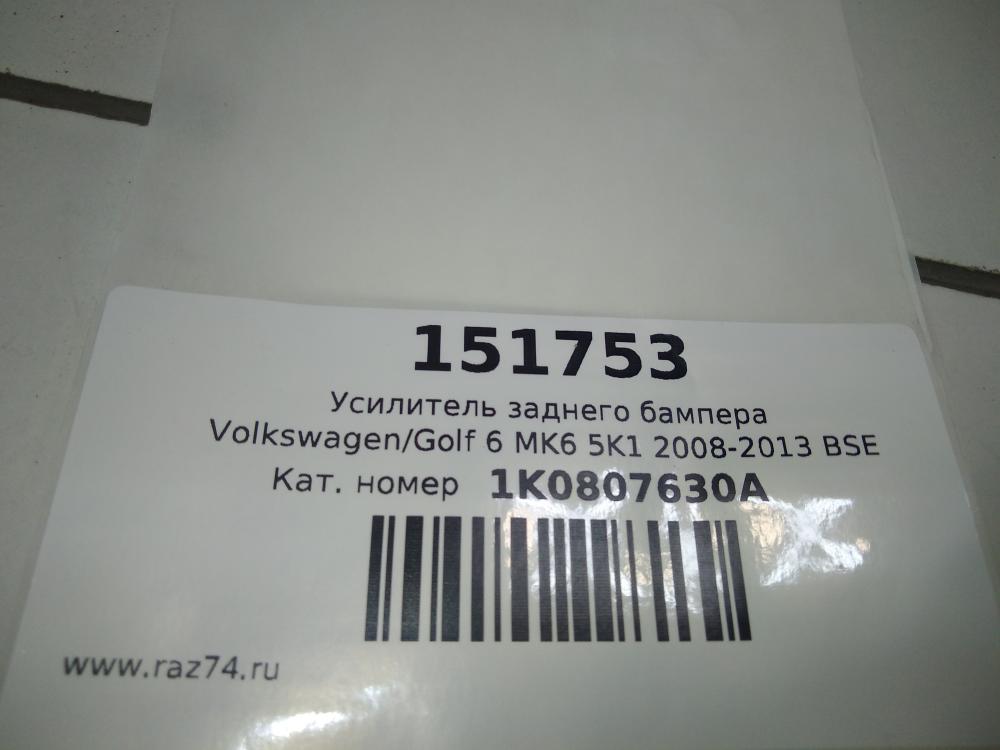 151753
Усилитель заднего бампера
Volkswagen/Golf 6 MK6 5K1 2008-2013 BSE
Кат. номер 1K0807630A
www.raz74.ru